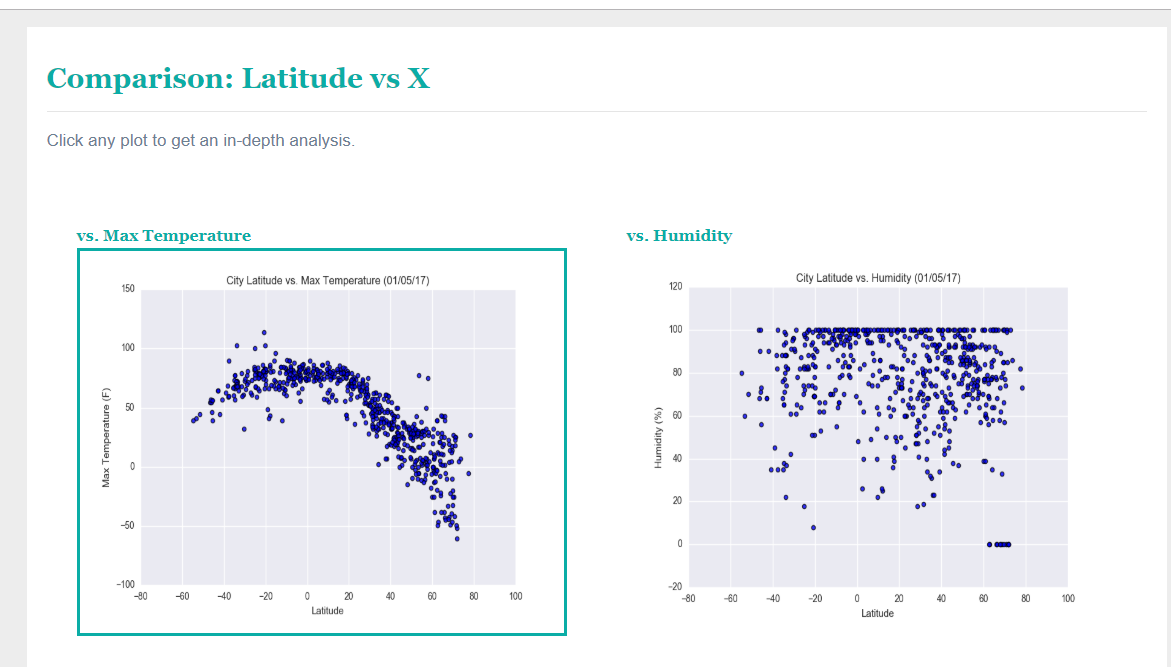 Comparison: Latitude vs X
Click any plot to get an in-depth analysis.
vs. Max Temperature
City Latitude vs. Max Temperature (01/05/17)
150
100
50
0
−50
−100
Max Temperature (F)
−80 −60 −40 −20 0 20 40 60 80 100
Latitude
vs. Humidity
City Latitude vs. Humidity (01/05/17)
120
100
80
60
40
20
0
−20
Humidity (%)
−80 −60 −40 −20 0 20 40 60 80 100
Latitude